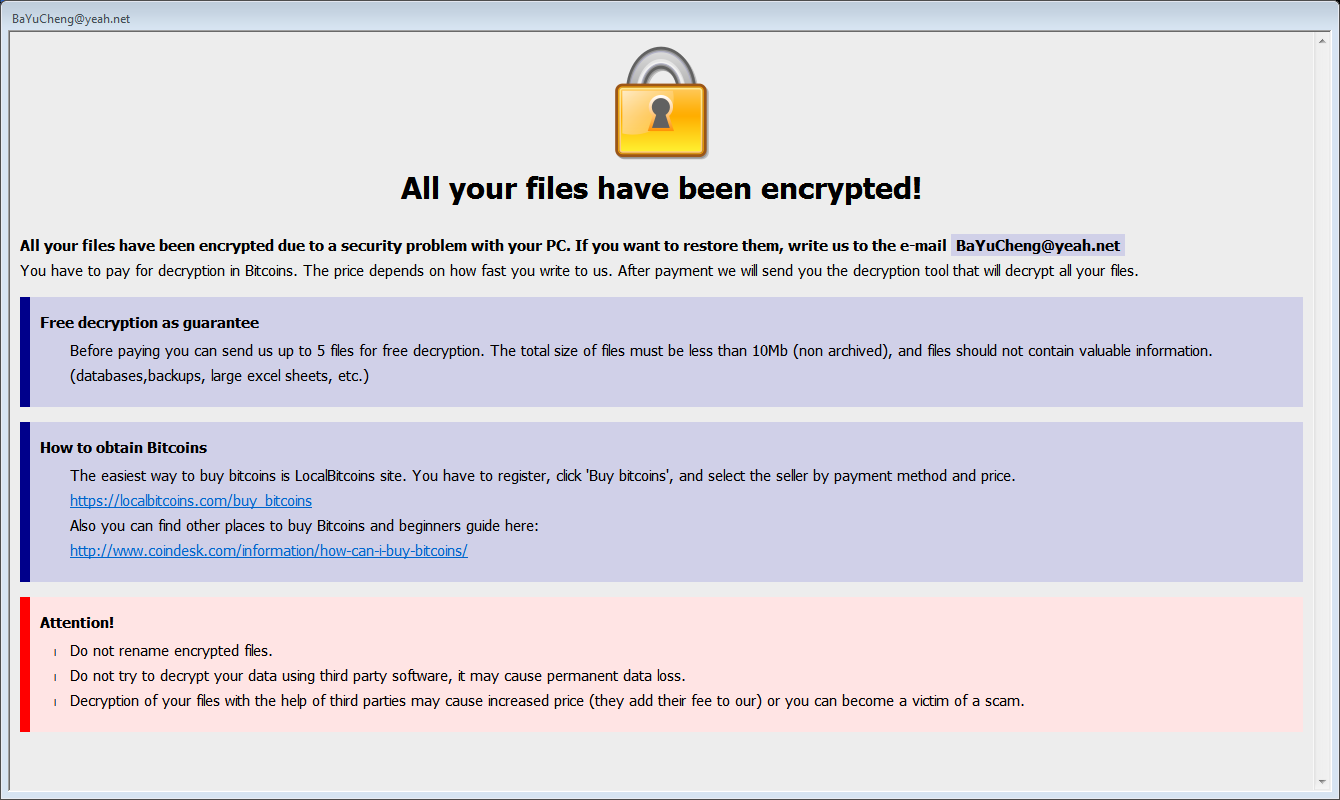 BaYuCheng@yeah.net
All your files have been encrypted!
All your files have been encrypted due to a security problem with your PC. If you want to restore them, write us to the e-mail BaYuCheng@yeah.net
You have to pay for decryption in Bitcoins. The price depends on how fast you write to us. After payment we will send you the decryption tool that will decrypt all your files.
Free decryption as guarantee
Before paying you can send us up to 5 files for free decryption. The total size of files must be less than 10Mb (non archived), and files should not contain valuable information.
(databases,backups, large excel sheets, etc.)
How to obtain Bitcoins
The easiest way to buy bitcoins is LocalBitcoins site. You have to register, click 'Buy bitcoins', and select the seller by payment method and price.
https://localbitcoins.com/buy_bitcoins
Also you can find other places to buy Bitcoins and beginners guide here:
http://www.coindesk.com/information/how-can-i-buy-bitcoins/
Attention!
Do not rename encrypted files.
Do not try to decrypt your data using third party software, it may cause permanent data loss.
Decryption of your files with the help of third parties may cause increased price (they add their fee to our) or you can become a victim of a scam.